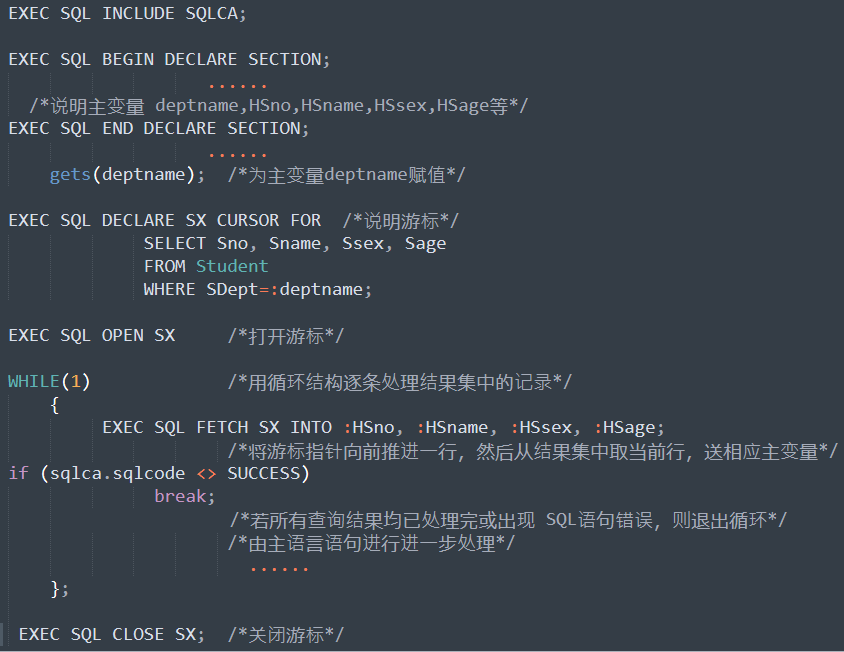 EXEC SQL INCLUDE SQLCA;
EXEC SQL BEGIN DECLARE SECTION;
......
/*说明主变量 deptname,HSno,HSname,HSsex,HSage等*/
EXEC SQL END DECLARE SECTION;
......
gets(deptname);  /*为主变量deptname赋值*/
EXEC SQL DECLARE SX CURSOR FOR  /*说明游标*/
SELECT Sno, Sname, Ssex, Sage
FROM Student
WHERE SDept=:deptname;
EXEC SQL OPEN SX     /*打开游标*/
WHILE(1)             /*用循环结构逐条处理结果集中的记录*/
{
EXEC SQL FETCH SX INTO :HSno, :HSname, :HSsex, :HSage;
/*将游标指针向前推进一行，然后从结果集中取当前行，送相应主变量*/
if (sqlca.sqlcode <> SUCCESS)
break;
/*若所有查询结果均已处理完或出现 SQL语句错误，则退出循环*/
/*由主语言语句进行进一步处理*/
......
};
EXEC SQL CLOSE SX;  /*关闭游标*/